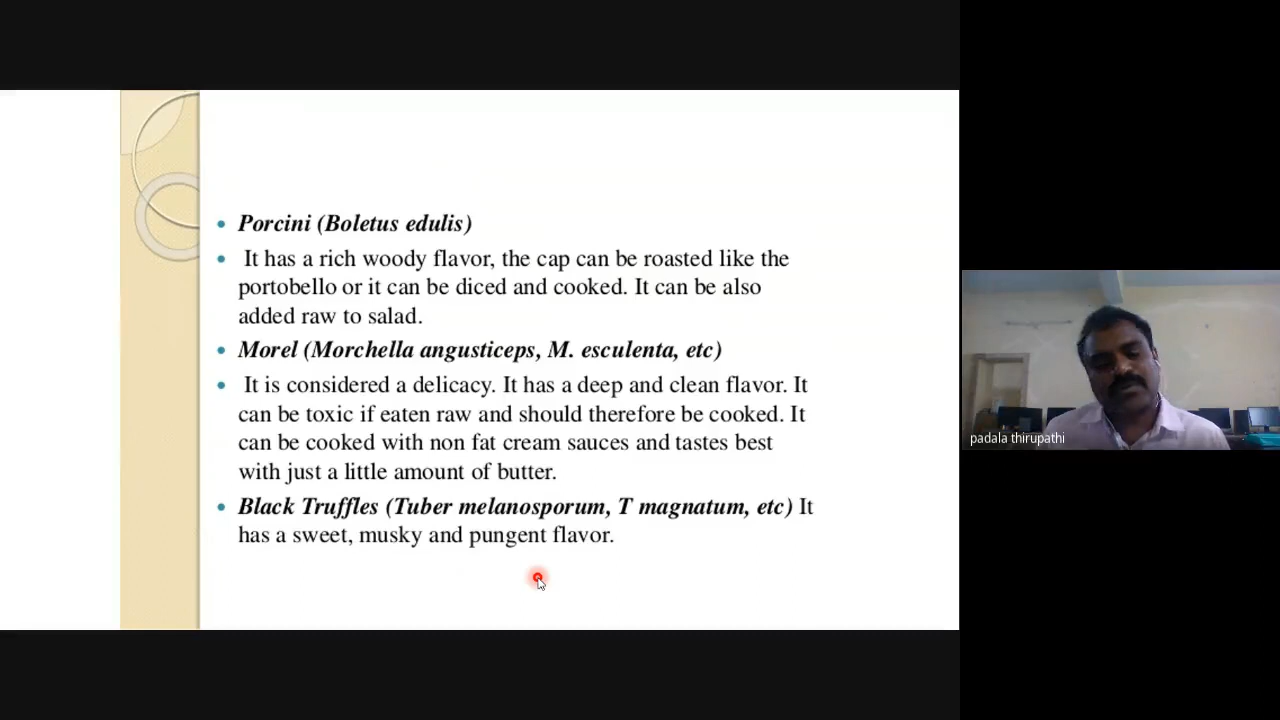 • Porcini (Boletus edulis)
• It has a rich woody flavor, the cap can be roasted like the
portobello or it can be diced and cooked. It can be also
added raw to salad.
• Morel (Morchella angusticeps, M. esculenta, etc)
• It is considered a delicacy. It has a deep and clean flavor. It
can be toxic if eaten raw and should therefore be cooked. It
can be cooked with non fat cream sauces and tastes best
with just a little amount of butter.
• Black Truffles (Tuber melanosporum, T magnatum, etc) It
has a sweet, musky and pungent flavor.
padala thirupathi